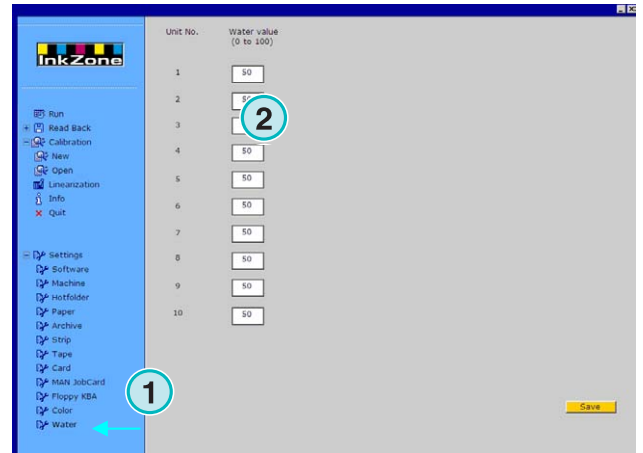 InkZone
Run
Read Back
Calibration
New
Open
Linearization
Info
Quit
Settings
Software
Machine
Hotfolder
Paper
Archive
Strip
Tape
Card
MAN JobCard
Floppy KBA
Color
Water
1
Unit No. Water value
(0 to 100)
1 50
2
3
4 50
5 50
6 50
7 50
8 50
9 50
10 50
2
Save